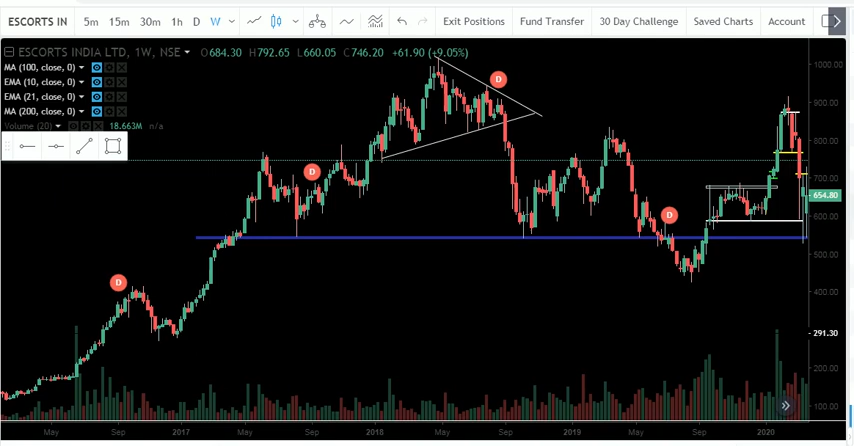 ESCORTS IN 5m 15m 30m 1h D W Exit Positions Fund Transfer 30 Day Challenge Saved Charts Account
ESCORTS INDIA LTD, 1W, NSE O684.30 H792.65 L660.05 C746.20 +61.90 (+9.05%)
MA (100, close, 0)
EMA (10, close, 0)
EMA (21, close, 0)
MA (200, close, 0)
Volume (20) 18.663M n/a
D
D
D
D
1000.00
900.00
800.00
700.00
654.80
600.00
500.00
400.00
291.30
200.00
100.00
May Sep 2017 May Sep 2018 May Sep 2019 May Sep 2020